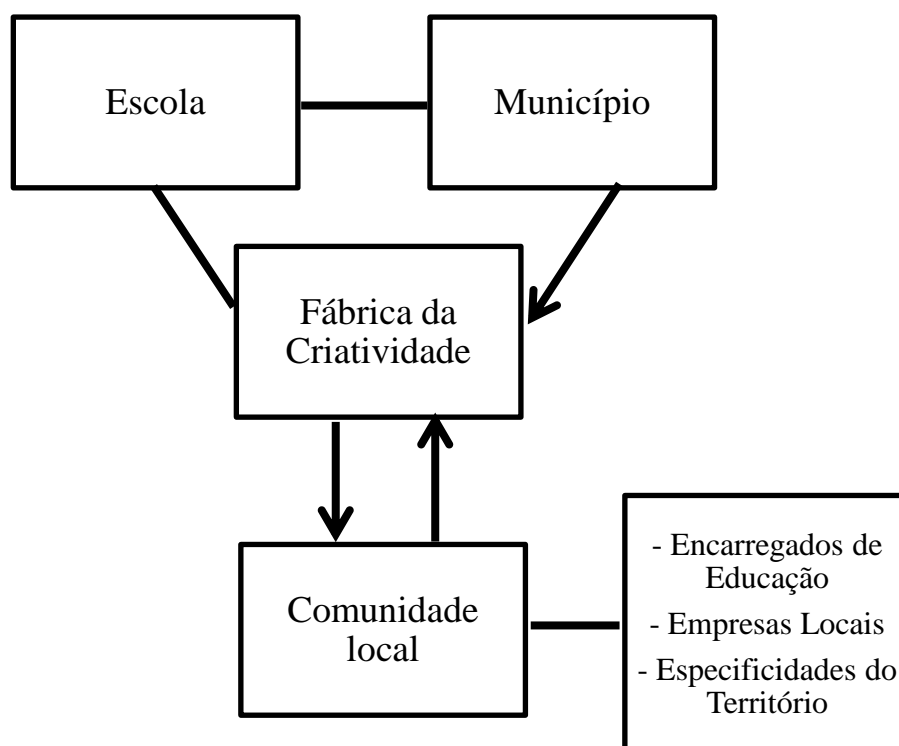 Escola
Município
Fábrica da
Criatividade
Comunidade
local
- Encarregados de
Educação
- Empresas Locais
- Especificidades do
Território